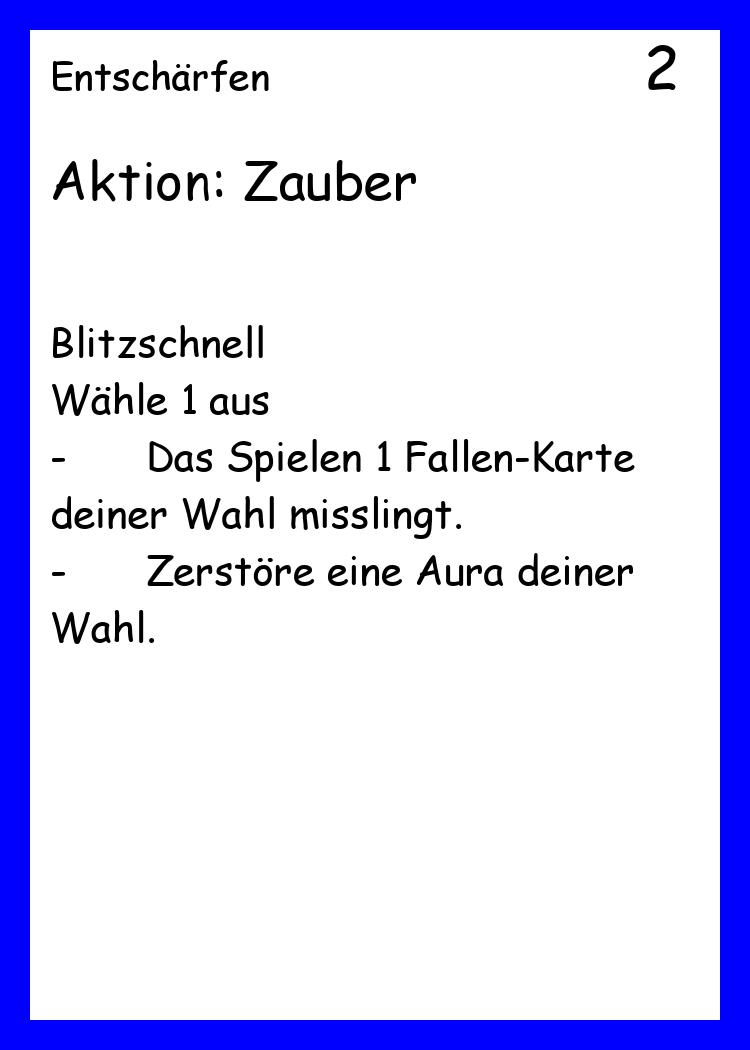 Entschärfen 2
Aktion: Zauber
Blitzschnell
Wähle 1 aus
- Das Spielen 1 Fallen-Karte
deiner Wahl misslingt.
- Zerstöre eine Aura deiner
Wahl.